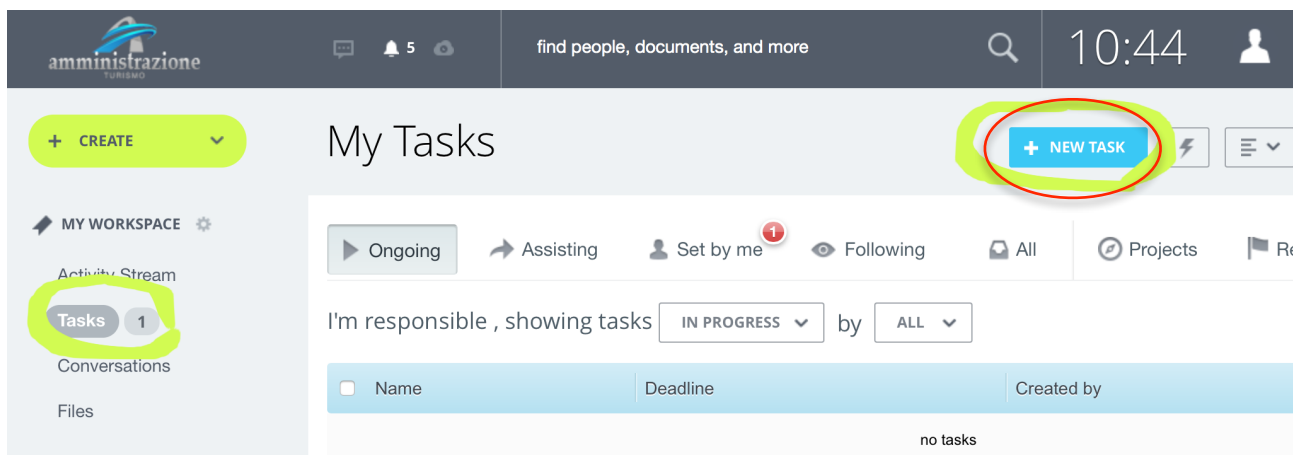 amministrazione
TURISMO
5
find people, documents, and more
10:44
+ CREATE
My Tasks
+ NEW TASK
MY WORKSPACE
Ongoing
Assisting
Set by me
1
Following
All
Projects
Activity Stream
Tasks 1
I'm responsible , showing tasks IN PROGRESS by ALL
Conversations
Name Deadline Created by
Files
no tasks